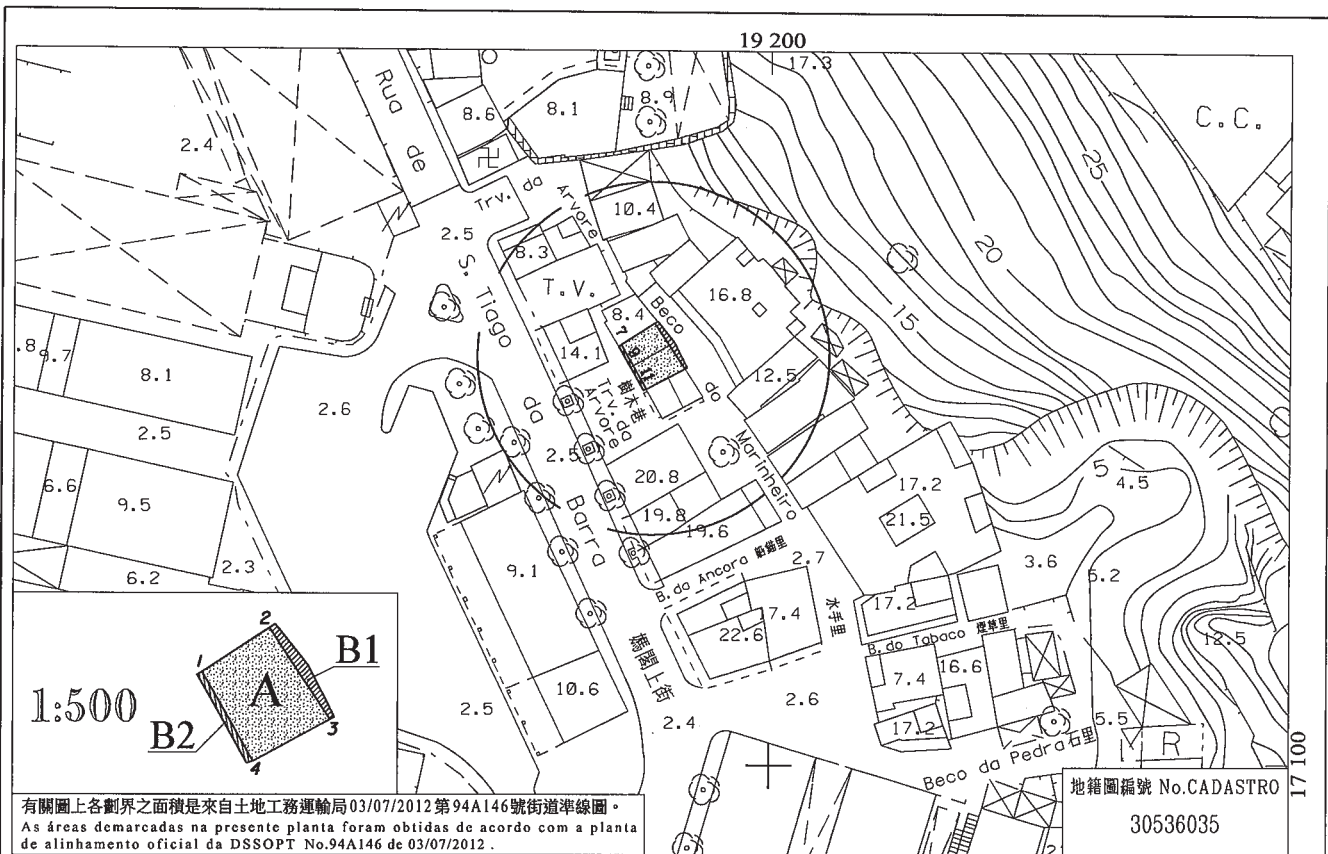 19 200
17.3
Rua de
8.6
8.1
8.9
C.C.
2.4
25
Trv. da Arvore
10.4
2.5
8.3
20
S. Tiago
T.V.
16.8
15
Beco
8.4
7
9
11
.8
9.7
8.1
14.1
12.5
2.6
da
樹木巷
Trv. da Arvore
do
2.5
2.5
Marinheiro
6.6
9.5
20.8
17.2
5
4.5
21.5
Barra
19.8
19.6
6.2
2.3
9.1
B. da Ancora 船錨里
2.7
3.6
5.2
17.4
22.6
水手里
17.2
12.5
B. do Tabaco 煙草里
媽閣上街
16.6
7.4
10.6
2.5
2.4
2.6
17.2
5.5
R
Beco da Pedra 石里
17 100
1:500
1
2
3
4
A
B1
B2
地籍圖編號 No.CADASTRO
30536035
有關圖上各劃界之面積是來自土地工務運輸局03/07/2012第94A146號街道準線圖。
As áreas demarcadas na presente planta foram obtidas de acordo com a planta
de alinhamento oficial da DSSOPT No.94A146 de 03/07/2012 .